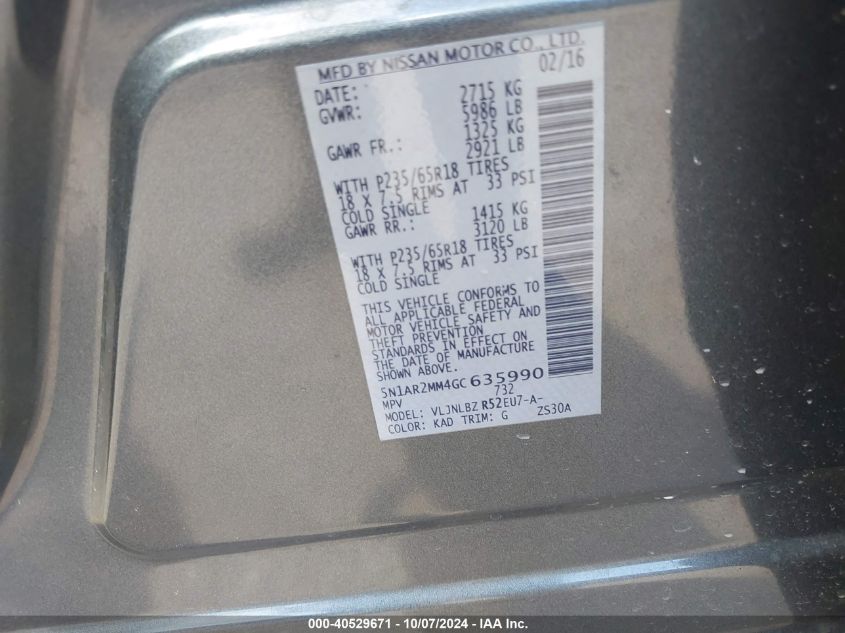 MFD BY NISSAN MOTOR CO., LTD.
DATE: 02/16
GVWR: 2715 KG
5986 LB
GAWR FR.: 1325 KG
2921 LB
WITH P235/65R18 TIRES
18 X 7.5 RIMS AT 33 PSI
COLD SINGLE
GAWR RR.: 1415 KG
3120 LB
WITH P235/65R18 TIRES
18 X 7.5 RIMS AT 33 PSI
COLD SINGLE
THIS VEHICLE CONFORMS TO
ALL APPLICABLE FEDERAL
MOTOR VEHICLE SAFETY AND
THEFT PREVENTION
STANDARDS IN EFFECT ON
THE DATE OF MANUFACTURE
SHOWN ABOVE.
5N1AR2MM4GC635990
MPV 732
MODEL: VLJNLBZ R52EU7-A-
COLOR: KAD TRIM: G ZS30A
000-40529671 - 10/07/2024 - IAA Inc.